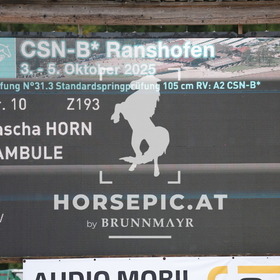 CSN-B* Ranshofen
3. - 5. Oktober 2025
fung N°31.3 Standardspringprüfung 105 cm RV: A2 CSN-B*
r. 10 Z193
ascha HORN
AMBULE
HORSEPIC.AT
by BRUNNMAYR
AUDIO MOBIL